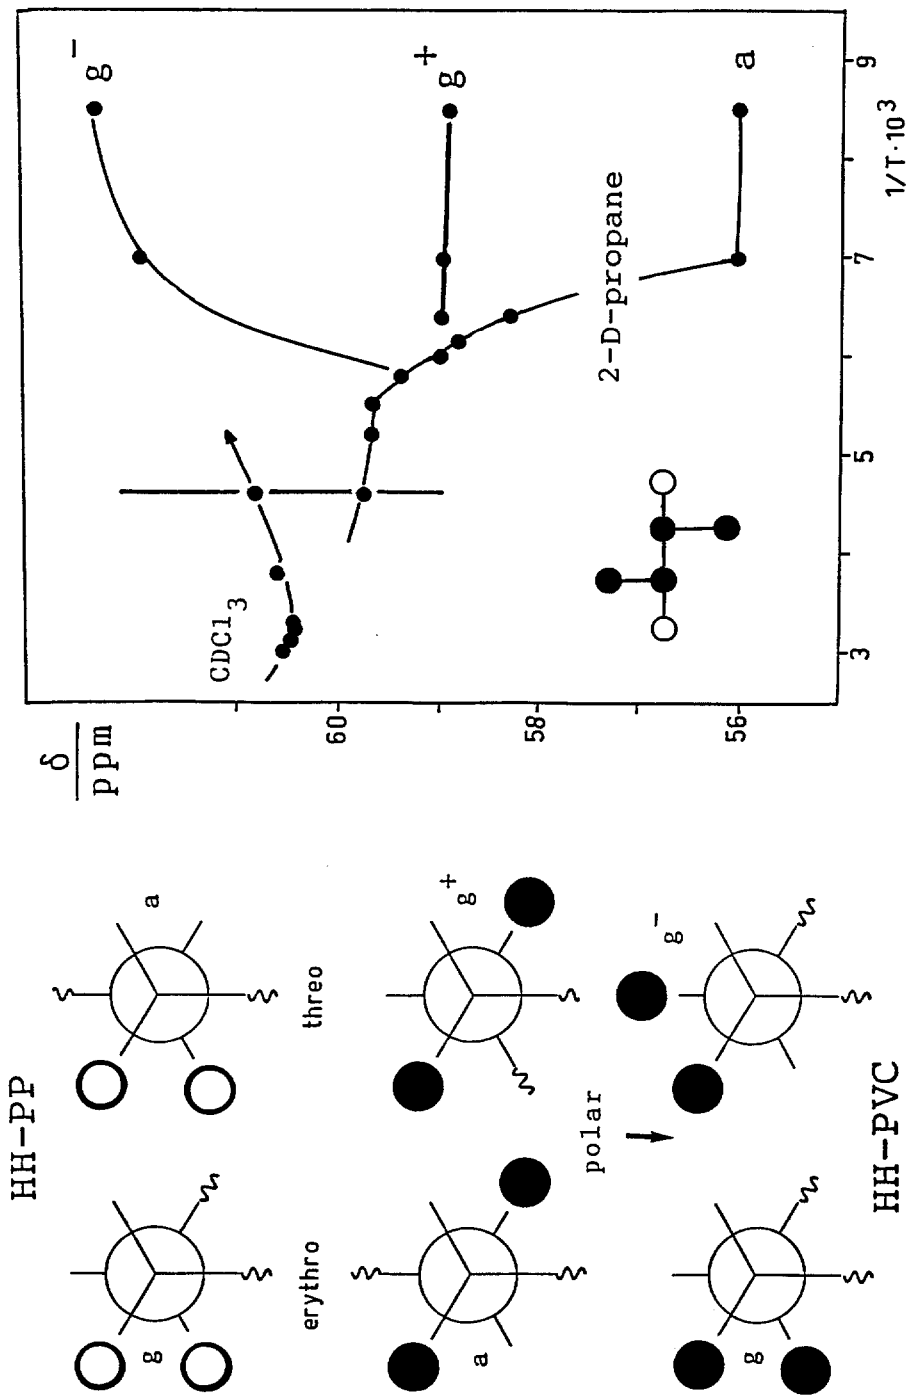 HH-PP
g
a
erythro
threo
a
g+
polar
g
g−
HH-PVC
δ
ppm
60
58
56
CDCl3
2-D-propane
g−
g+
a
3
5
7
9
1/T·10³